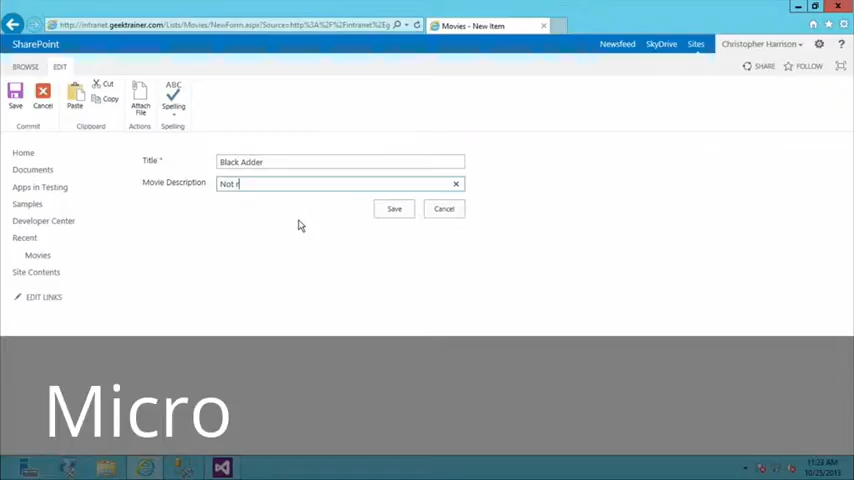 http://intranet.geektrainer.com/Lists/Movies/NewForm.aspx?Source=http%3A%2F%2Fintranet%2Eg
Movies - New Item
SharePoint
Newsfeed SkyDrive Sites Christopher Harrison ?
BROWSE EDIT
SHARE FOLLOW
Save Cancel Paste Cut Copy Attach File ABC Spelling
Commit Clipboard Actions Spelling
Home
Documents
Apps in Testing
Samples
Developer Center
Recent
Movies
Site Contents
EDIT LINKS
Title * Black Adder
Movie Description Not r
Save Cancel
Micro
11:23 AM
10/25/2013